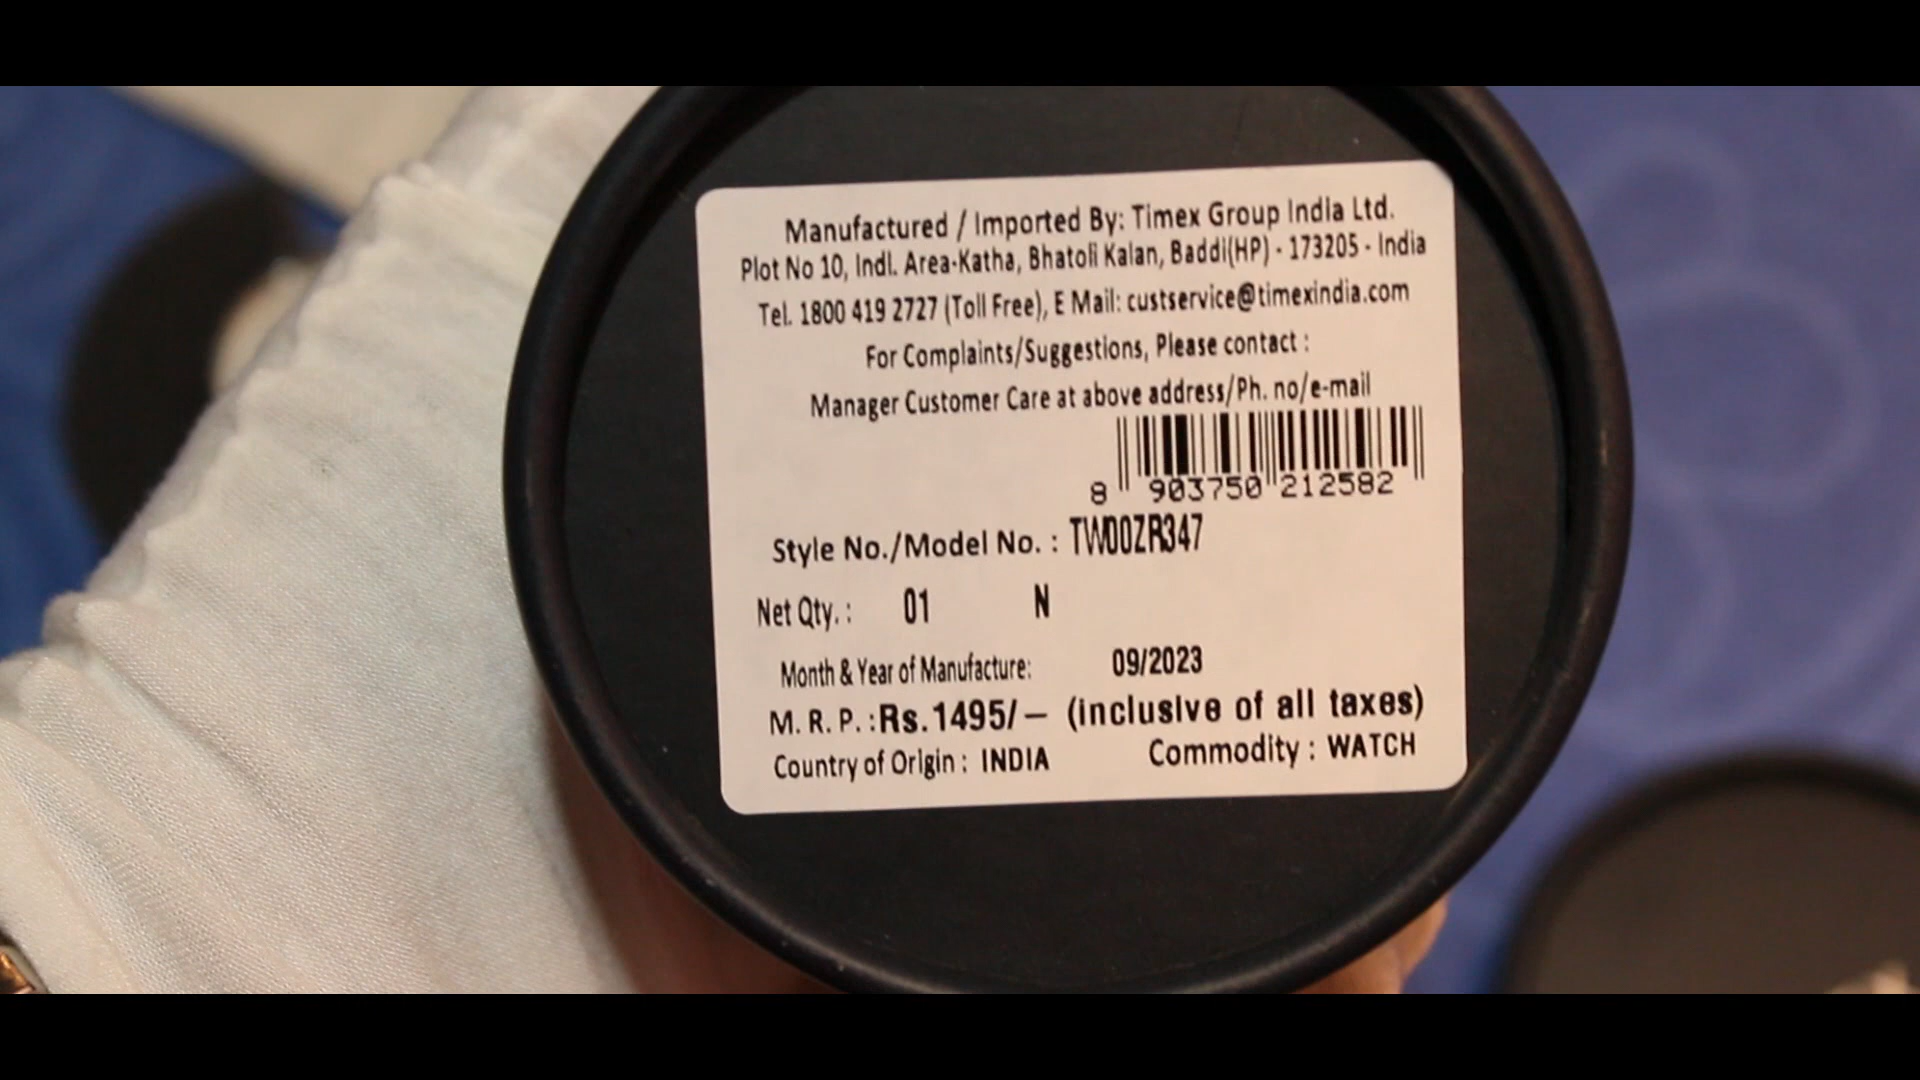 Manufactured / Imported By: Timex Group India Ltd.
Plot No 10, Indl. Area-Katha, Bhatoli Kalan, Baddi(HP) - 173205 - India
Tel. 1800 419 2727 (Toll Free), E Mail: custservice@timexindia.com
For Complaints/Suggestions, Please contact :
Manager Customer Care at above address/Ph. no/e-mail
8 903750 212582
Style No./Model No. : TW00ZR347
Net Qty. : 01 N
Month & Year of Manufacture: 09/2023
M. R. P. :Rs.1495/– (inclusive of all taxes)
Country of Origin : INDIA Commodity : WATCH